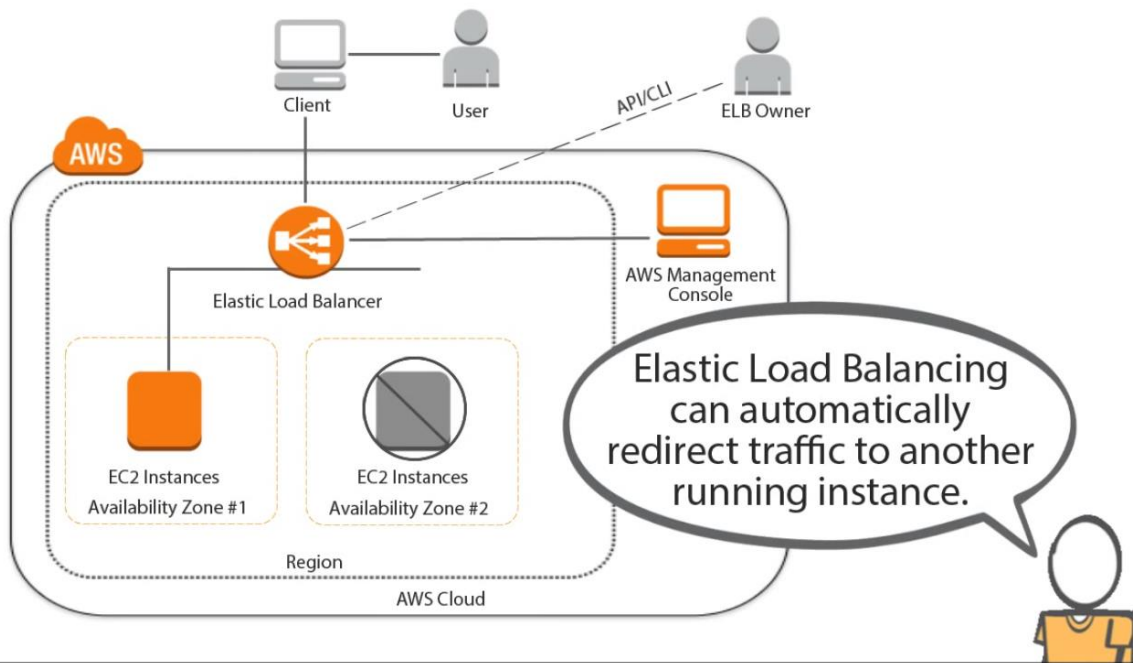 Client
User
API/CLI
ELB Owner
AWS
Elastic Load Balancer
AWS Management
Console
EC2 Instances
Availability Zone #1
EC2 Instances
Availability Zone #2
Region
AWS Cloud
Elastic Load Balancing
can automatically
redirect traffic to another
running instance.